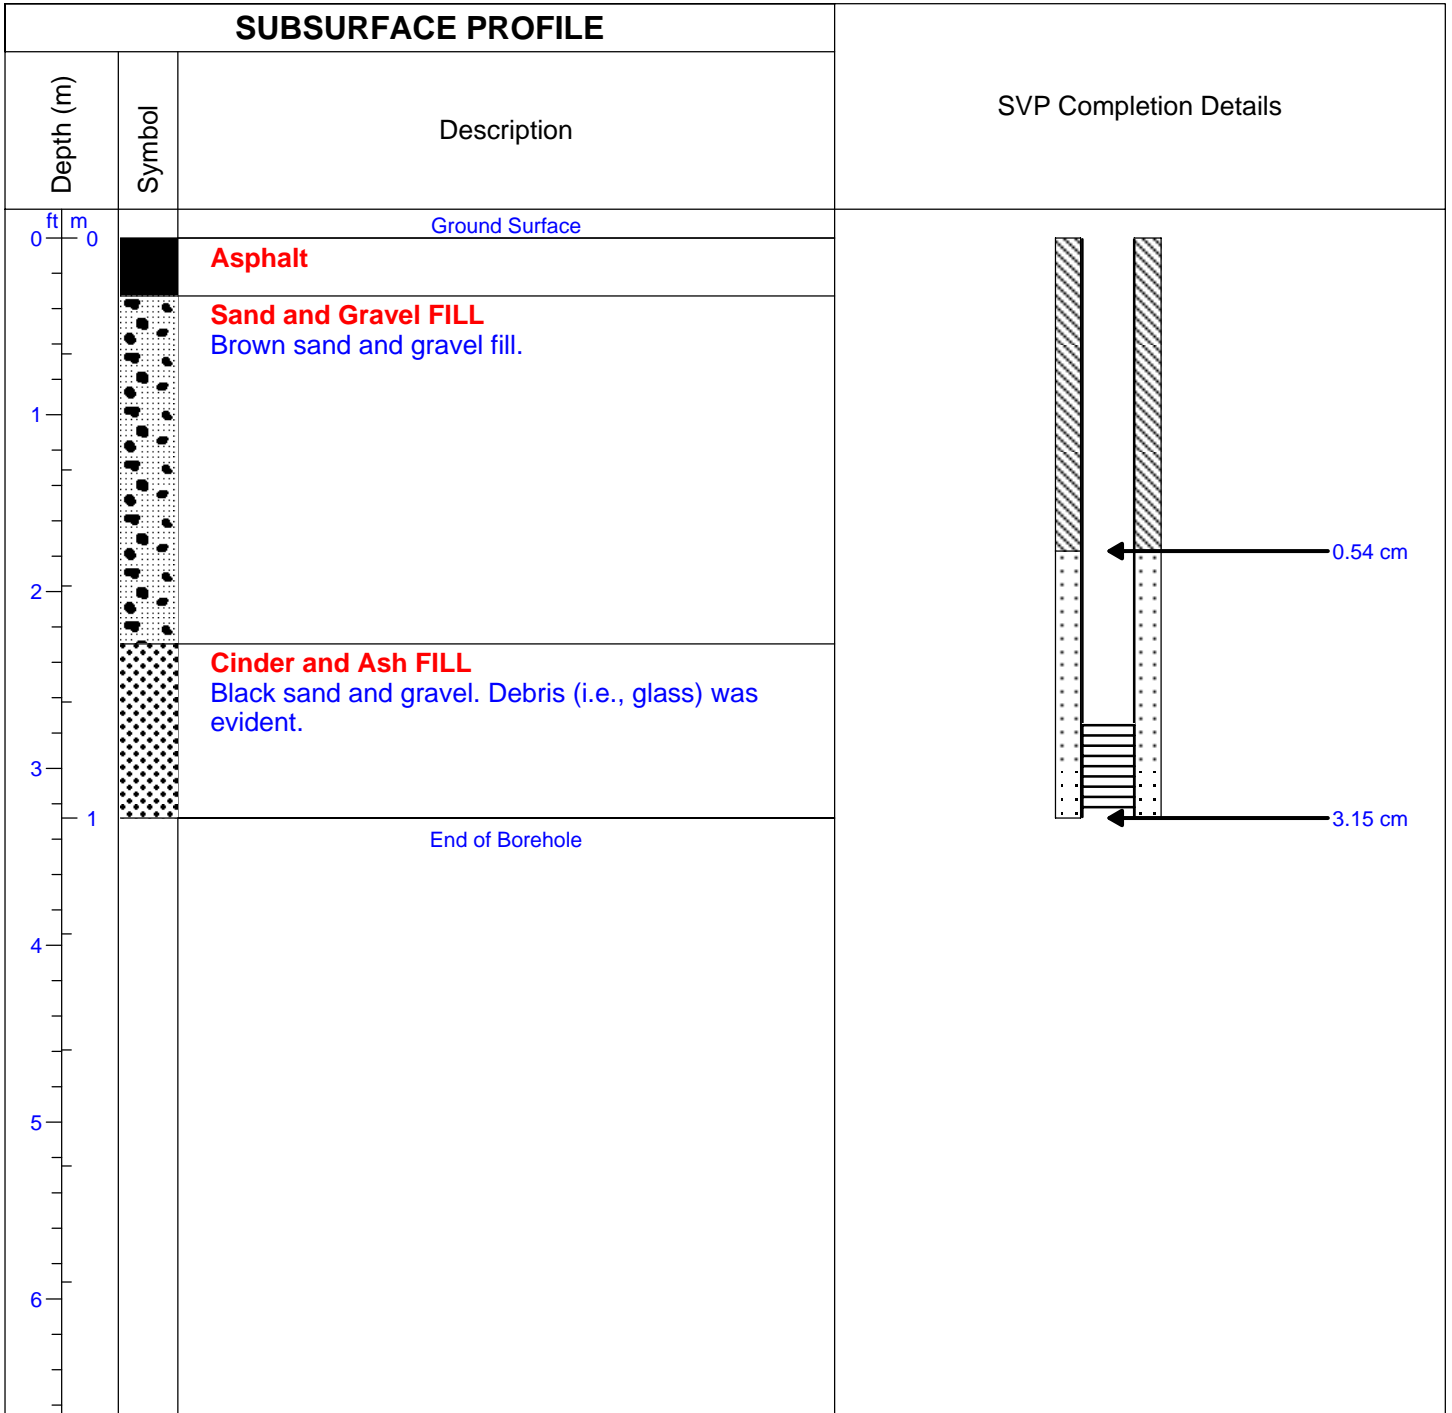 SUBSURFACE PROFILE
Depth (m)
Symbol
Description
SVP Completion Details
ft m
Ground Surface
0 0
Asphalt
Sand and Gravel FILL
Brown sand and gravel fill.
1
0.54 cm
2
Cinder and Ash FILL
Black sand and gravel. Debris (i.e., glass) was
evident.
3
1
3.15 cm
End of Borehole
4
5
6